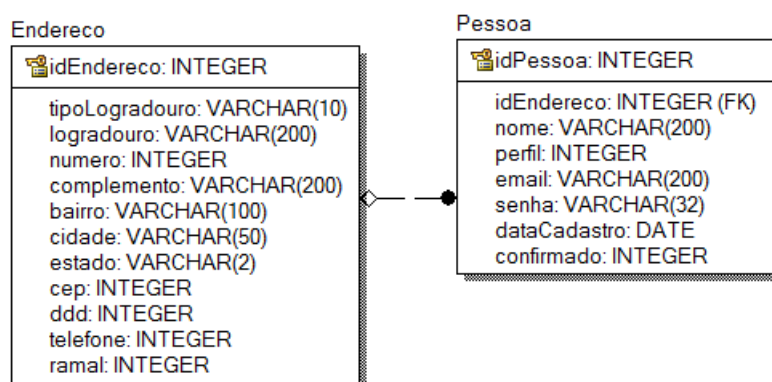 Endereco
idEndereco: INTEGER
tipoLogradouro: VARCHAR(10)
logradouro: VARCHAR(200)
numero: INTEGER
complemento: VARCHAR(200)
bairro: VARCHAR(100)
cidade: VARCHAR(50)
estado: VARCHAR(2)
cep: INTEGER
ddd: INTEGER
telefone: INTEGER
ramal: INTEGER
Pessoa
idPessoa: INTEGER
idEndereco: INTEGER (FK)
nome: VARCHAR(200)
perfil: INTEGER
email: VARCHAR(200)
senha: VARCHAR(32)
dataCadastro: DATE
confirmado: INTEGER